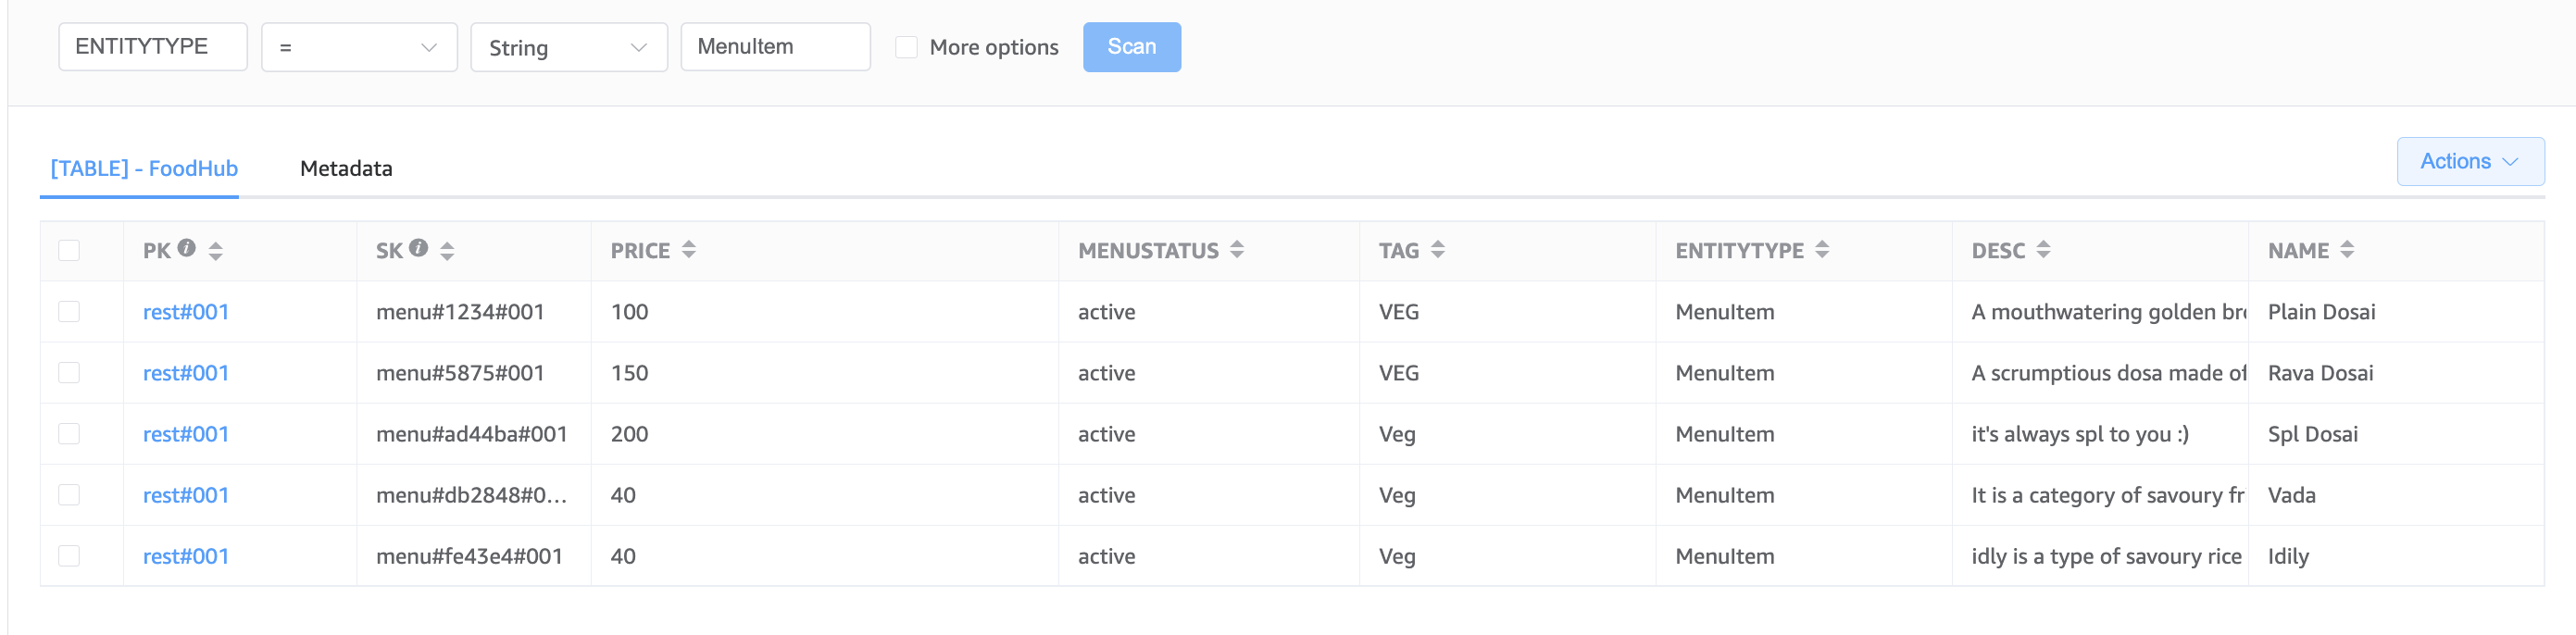 ENTITYTYPE = String MenuItem More options Scan
[TABLE] - FoodHub Metadata Actions
PK i SK i PRICE MENUSTATUS TAG ENTITYTYPE DESC NAME
rest#001 menu#1234#001 100 active VEG MenuItem A mouthwatering golden bro Plain Dosai
rest#001 menu#5875#001 150 active VEG MenuItem A scrumptious dosa made of Rava Dosai
rest#001 menu#ad44ba#001 200 active Veg MenuItem it's always spl to you :) Spl Dosai
rest#001 menu#db2848#0... 40 active Veg MenuItem It is a category of savoury fr Vada
rest#001 menu#fe43e4#001 40 active Veg MenuItem idly is a type of savoury rice Idily